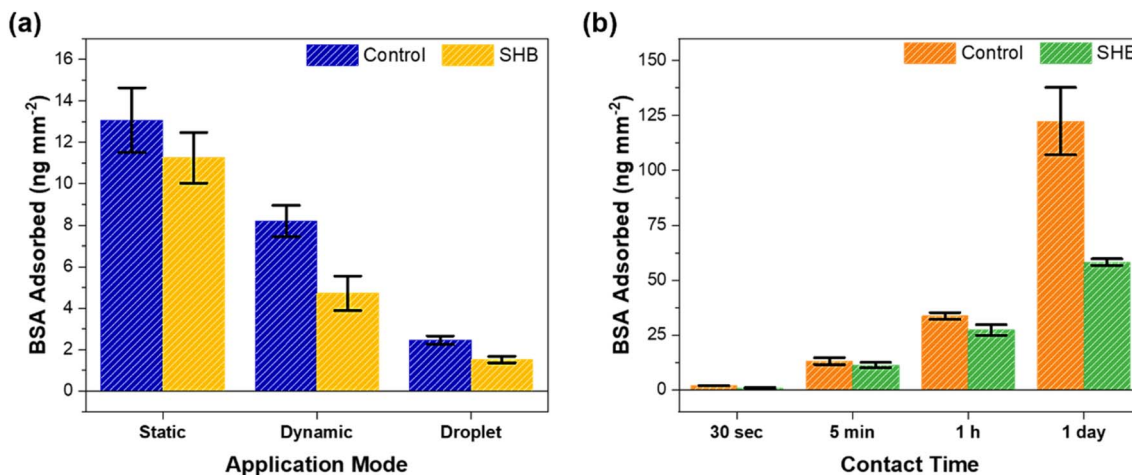 (a)
Control
SHB
BSA Adsorbed (ng mm⁻²)
16
14
12
10
8
6
4
2
0
Static
Dynamic
Droplet
Application Mode
(b)
Control
SHB
BSA Adsorbed (ng mm⁻²)
150
125
100
75
50
25
0
30 sec
5 min
1 h
1 day
Contact Time